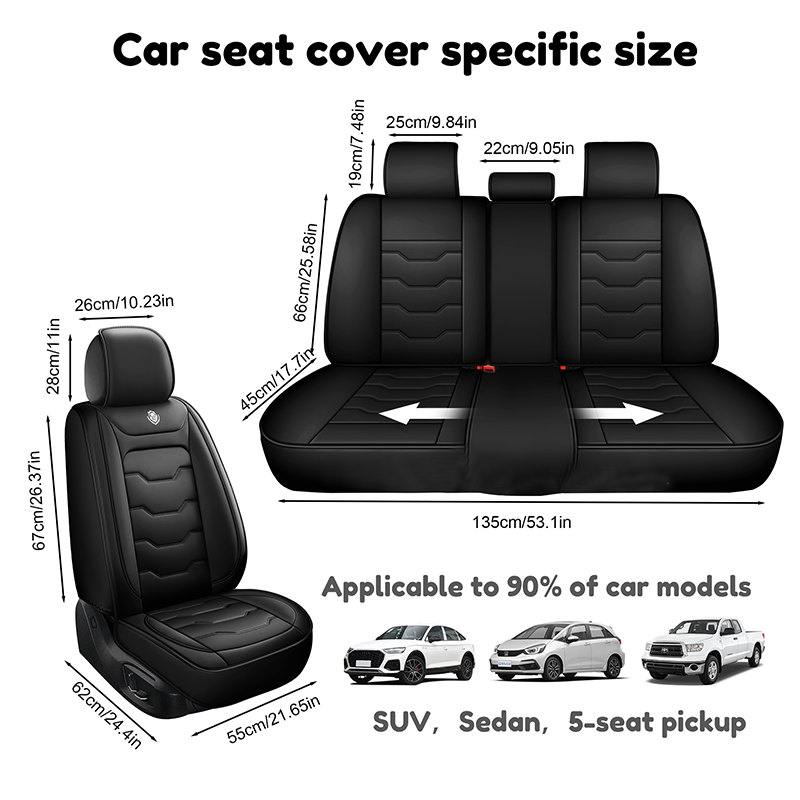 Car seat cover specific size
19cm/7.48in
25cm/9.84in
22cm/9.05in
66cm/25.58in
45cm/17.7in
135cm/53.1in
26cm/10.23in
28cm/11in
67cm/26.37in
62cm/24.4in
55cm/21.65in
Applicable to 90% of car models
SUV, Sedan, 5-seat pickup